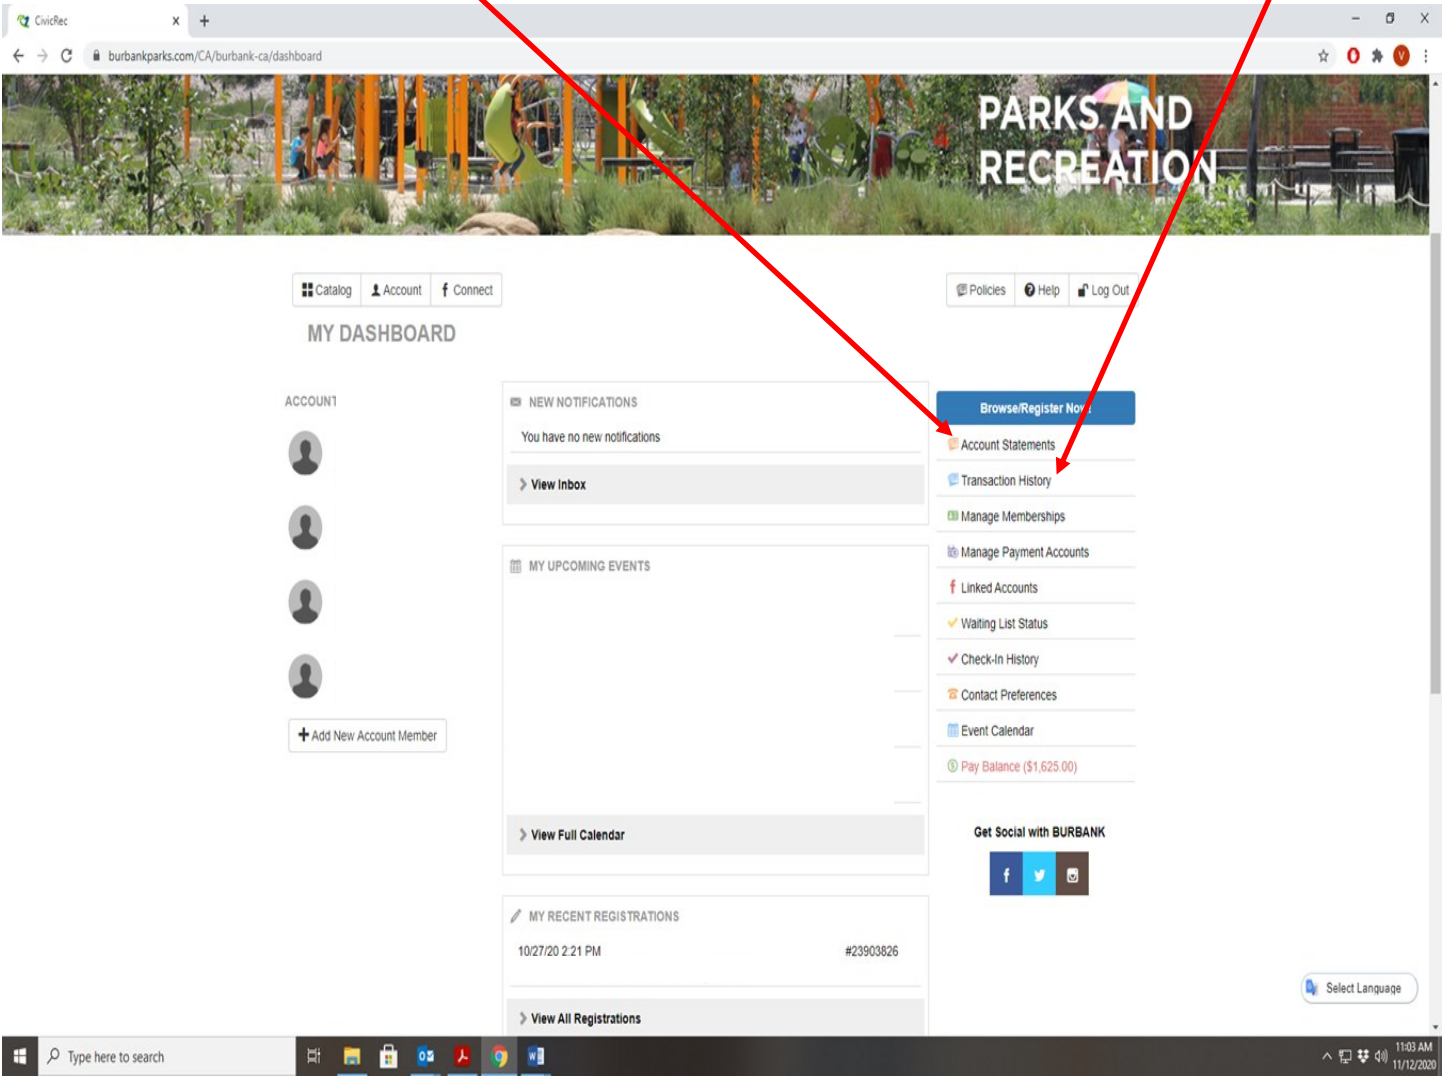 CivicRec
burbankparks.com/CA/burbank-ca/dashboard
V
PARKS AND
RECREATION
Catalog
Account
Connect
Policies
Help
Log Out
MY DASHBOARD
ACCOUNT
Add New Account Member
NEW NOTIFICATIONS
You have no new notifications
View Inbox
MY UPCOMING EVENTS
View Full Calendar
MY RECENT REGISTRATIONS
10/27/20 2:21 PM #23903826
View All Registrations
Browse/Register Now!
Account Statements
Transaction History
Manage Memberships
Manage Payment Accounts
Linked Accounts
Waiting List Status
Check-In History
Contact Preferences
Event Calendar
Pay Balance ($1,625.00)
Get Social with BURBANK
Select Language
Type here to search
11:03 AM
11/12/2020